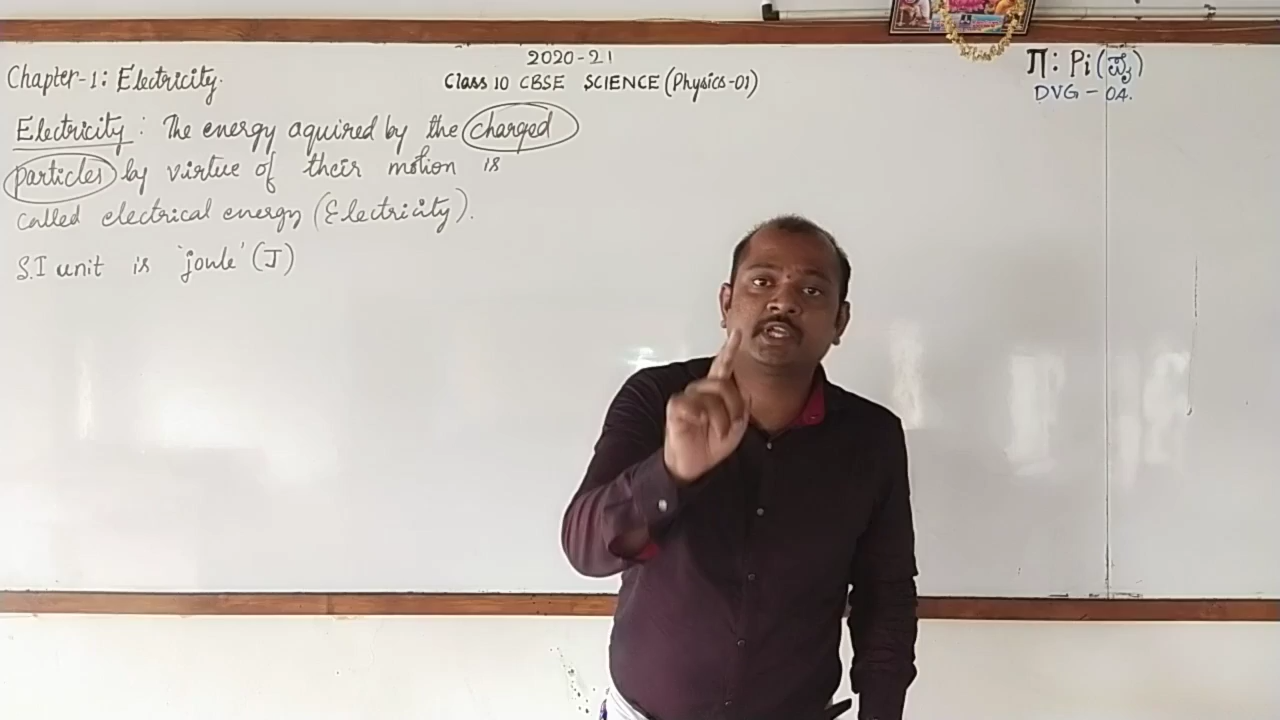 2020-21
Chapter-1: Electricity.
Class 10 CBSE SCIENCE (Physics-01)
Π: Pi (ಪೈ)
DVG - 04.
Electricity: The energy aquired by the charged
particles by virtue of their motion is
called electrical energy (Electricity).
S.I unit is 'joule' (J)